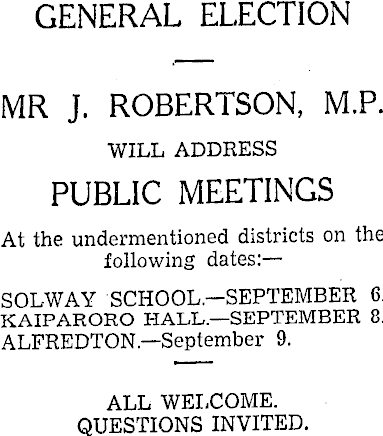 GENERAL ELECTION
MR J. ROBERTSON, M.P.
WILL ADDRESS
PUBLIC MEETINGS
At the undermentioned districts on the
following dates:—
SOLWAY SCHOOL.—SEPTEMBER 6.
KAIPARORO HALL.—SEPTEMBER 8.
ALFREDTON.—September 9.
ALL WELCOME.
QUESTIONS INVITED.